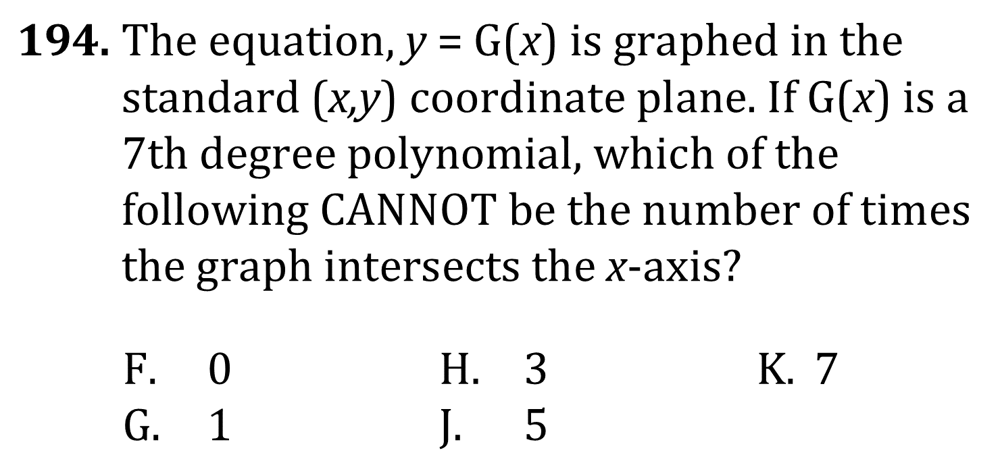 194. The equation, y = G(x) is graphed in the
standard (x,y) coordinate plane. If G(x) is a
7th degree polynomial, which of the
following CANNOT be the number of times
the graph intersects the x-axis?
F. 0 H. 3 K. 7
G. 1 J. 5